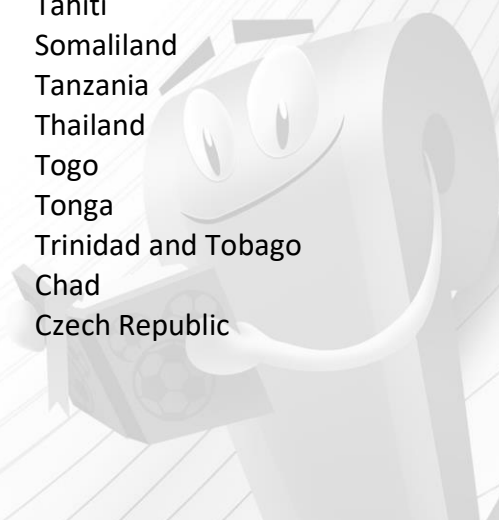 Tahiti
Somaliland
Tanzania
Thailand
Togo
Tonga
Trinidad and Tobago
Chad
Czech Republic